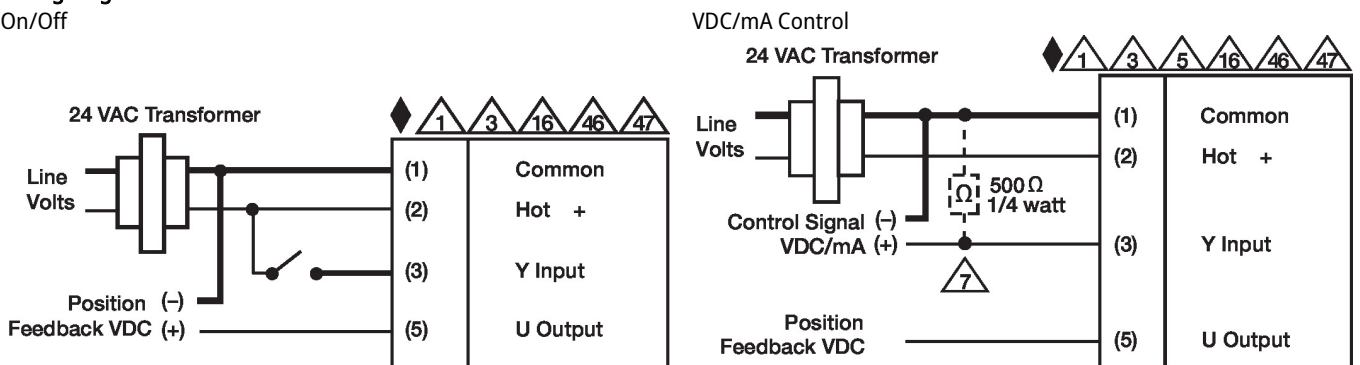 On/Off
24 VAC Transformer
1 3 16 46 47
Line
Volts
(1) Common
(2) Hot +
(3) Y Input
Position (–)
Feedback VDC (+)
(5) U Output
VDC/mA Control
24 VAC Transformer
1 3 5 16 46 47
Line
Volts
(1) Common
(2) Hot +
Ω 500 Ω
1/4 watt
Control Signal (–)
VDC/mA (+)
(3) Y Input
7
Position
Feedback VDC
(5) U Output